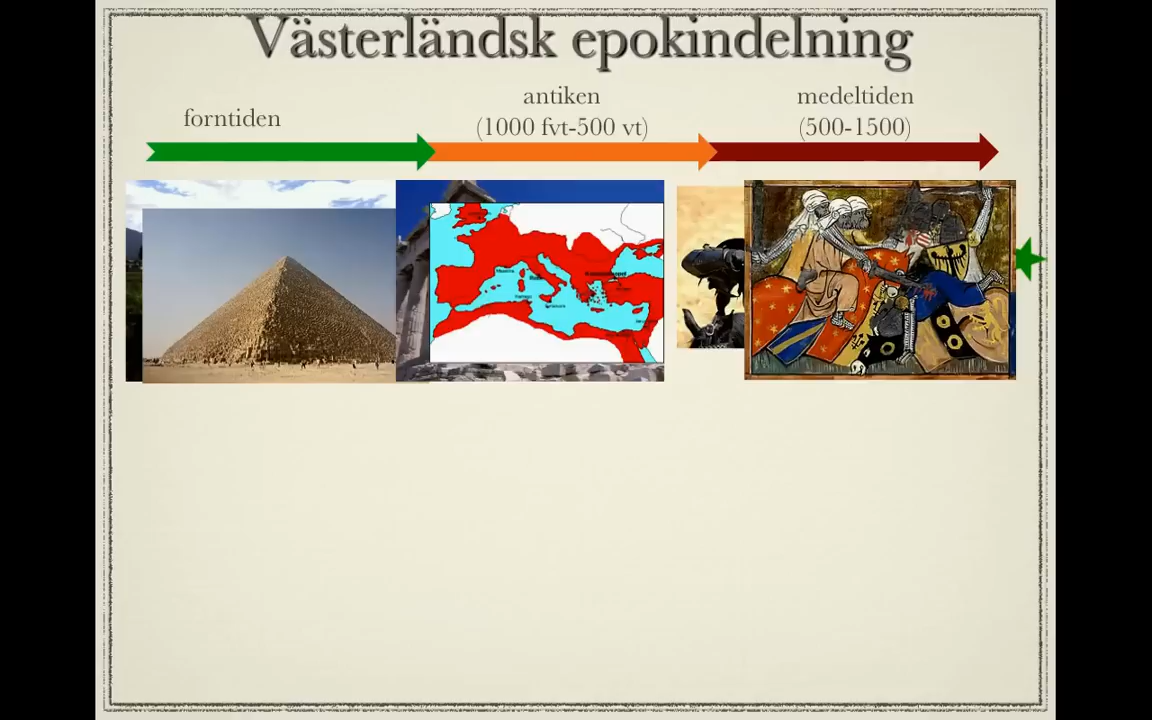 Västerländsk epokindelning
forntiden
antiken
(1000 fvt-500 vt)
medeltiden
(500-1500)